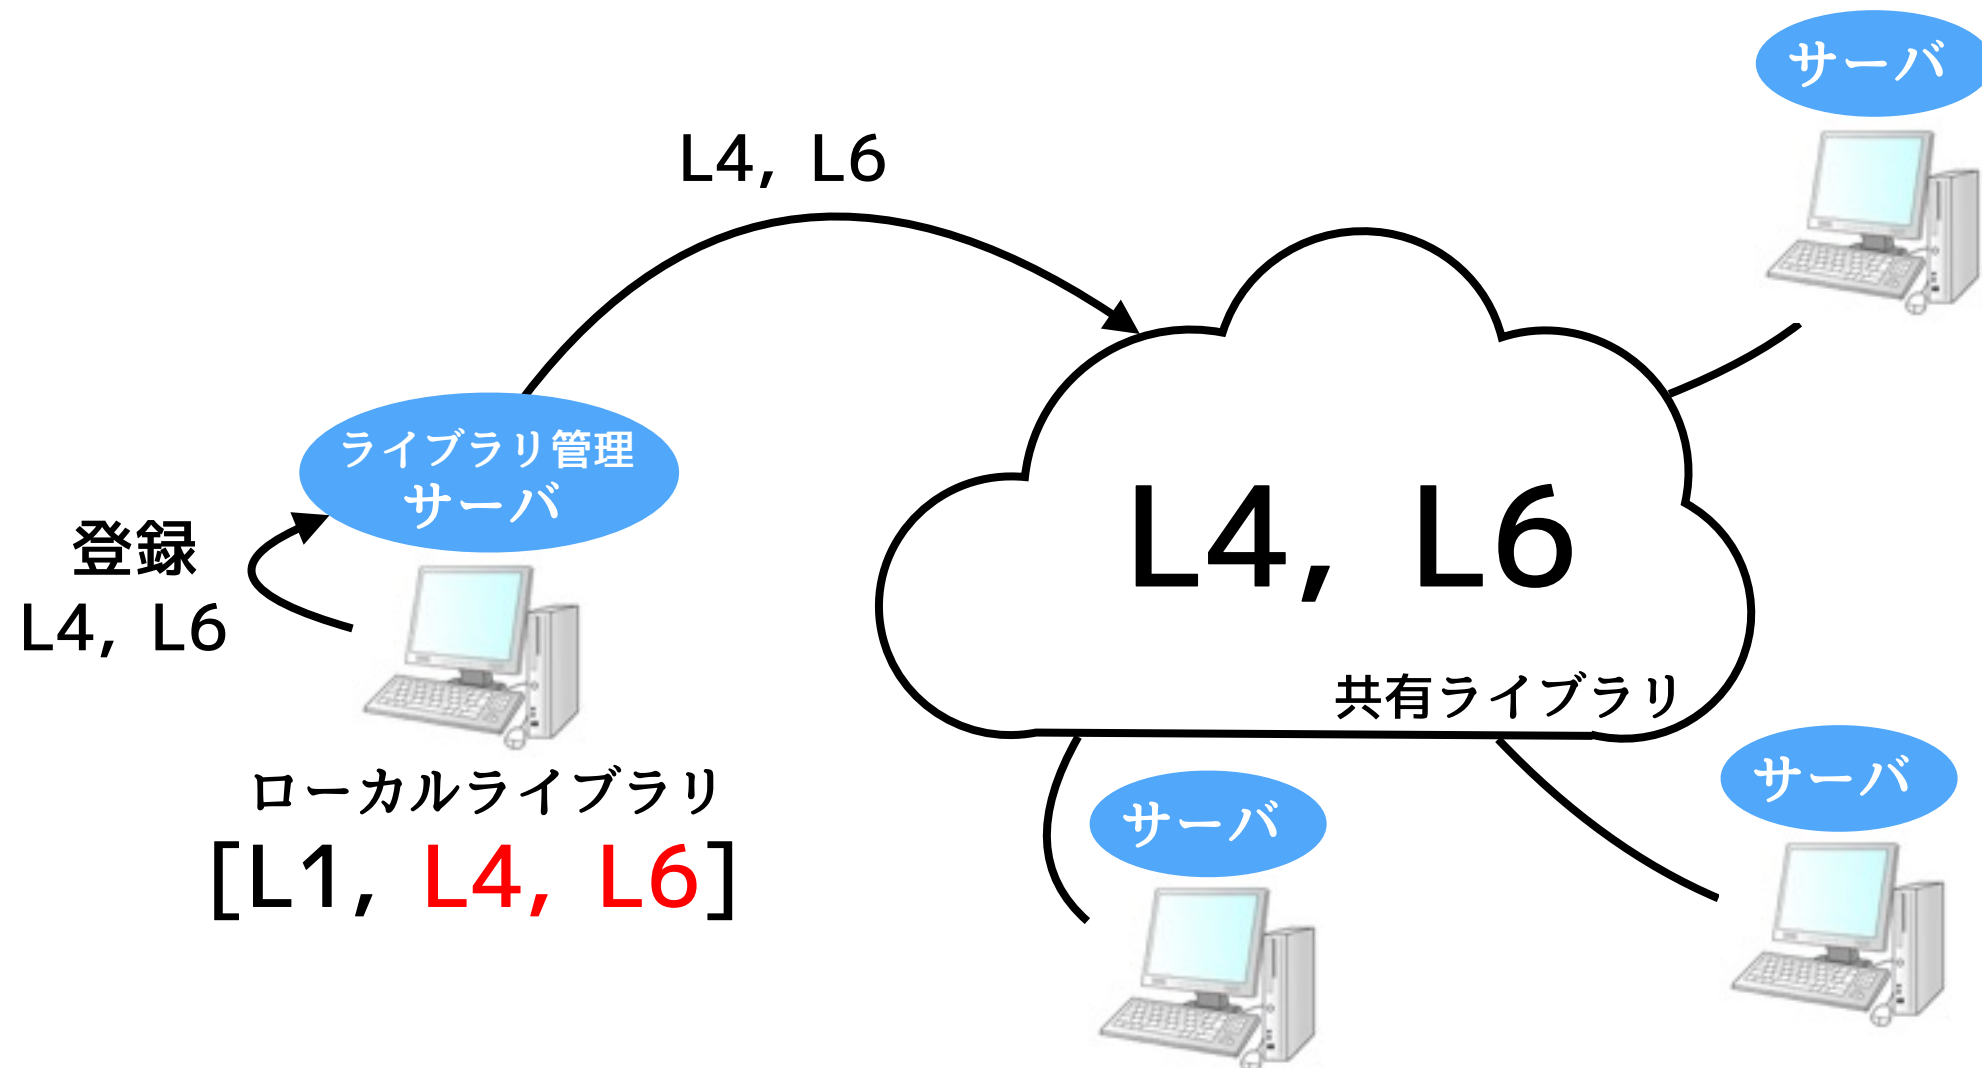 サーバ
L4, L6
ライブラリ管理
サーバ
登録
L4, L6
L4, L6
共有ライブラリ
ローカルライブラリ
[L1, L4, L6]
サーバ
サーバ